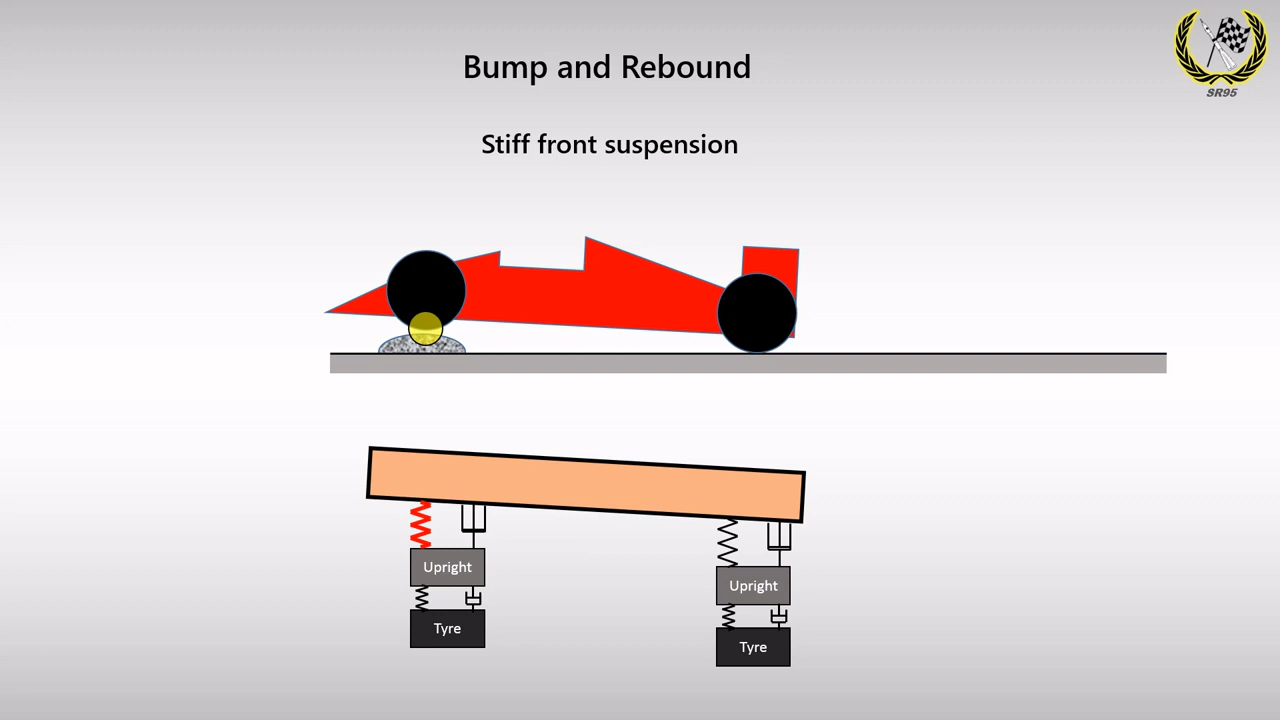 Bump and Rebound
SR95
Stiff front suspension
Upright
Upright
Tyre
Tyre